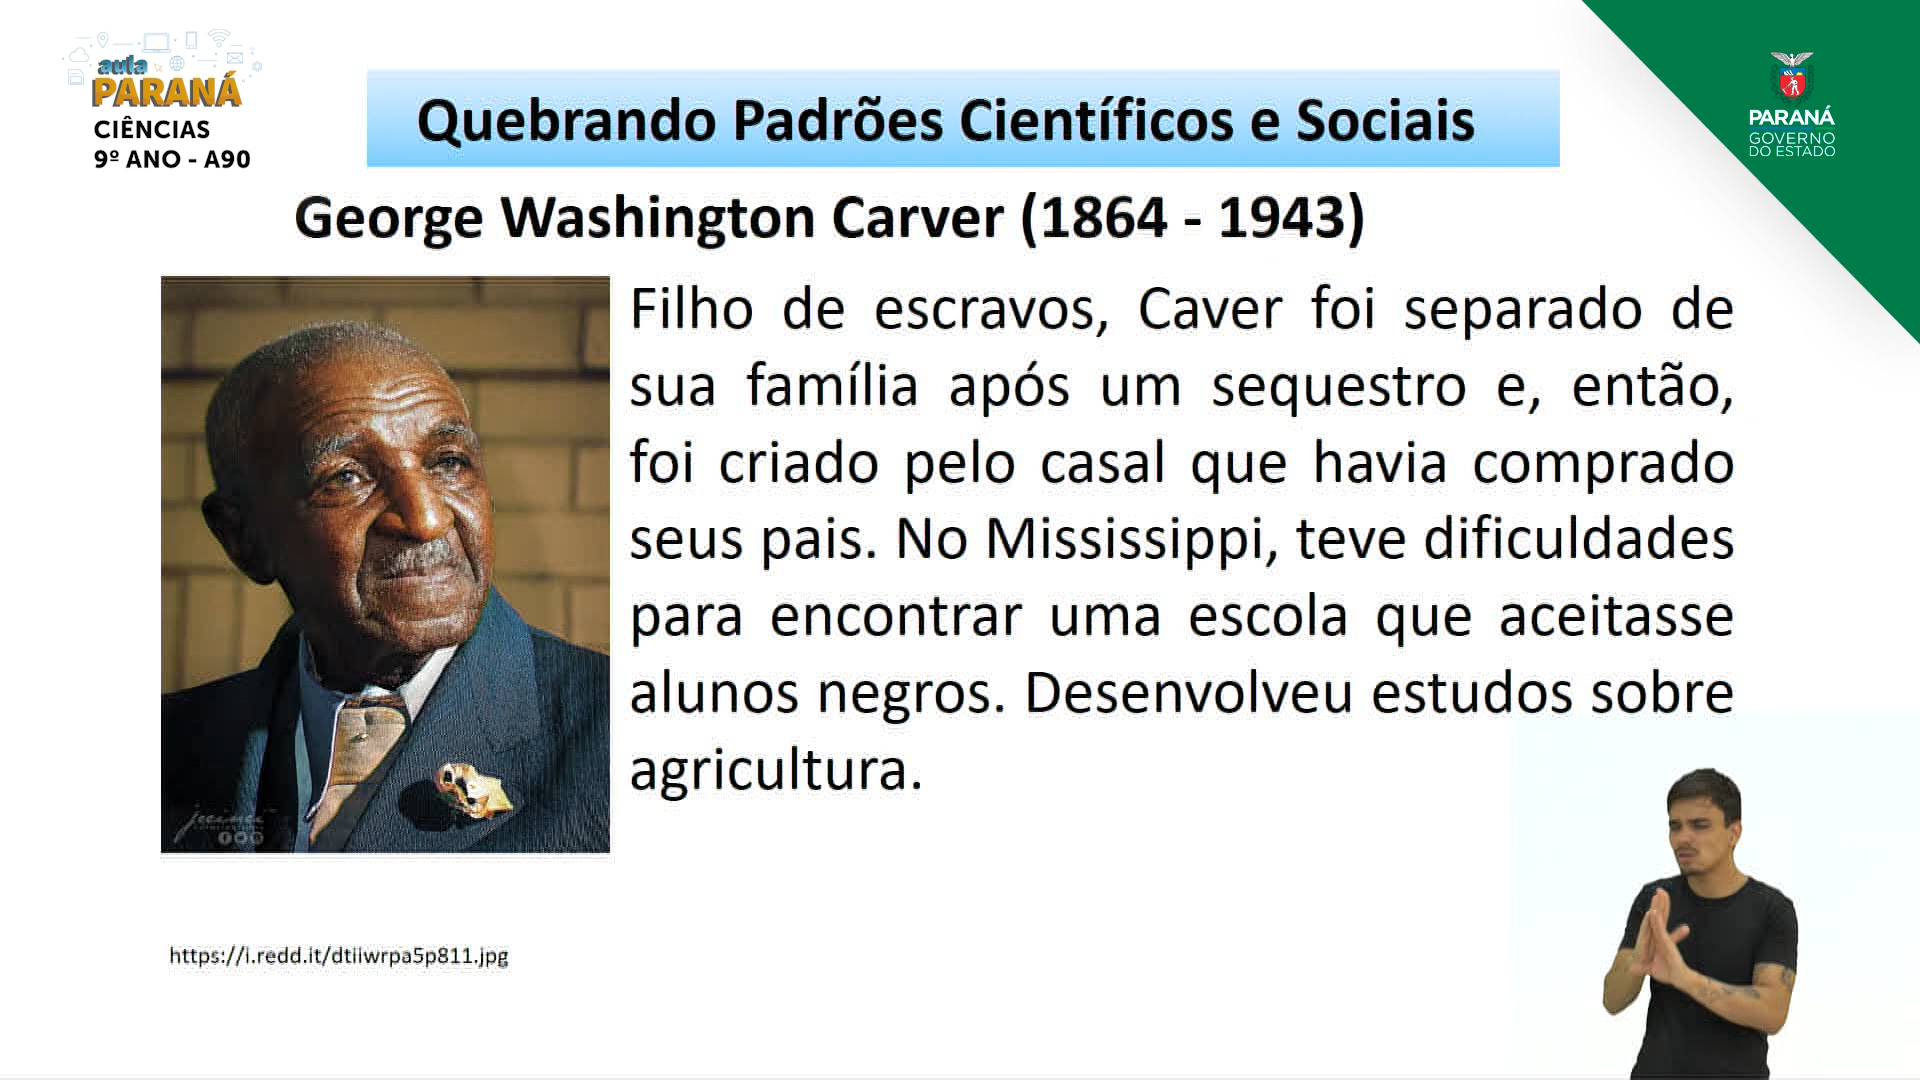 aula
PARANÁ
CIÊNCIAS
9º ANO - A90
Quebrando Padrões Científicos e Sociais
PARANÁ
GOVERNO
DO ESTADO
George Washington Carver (1864 - 1943)
Filho de escravos, Caver foi separado de
sua família após um sequestro e, então,
foi criado pelo casal que havia comprado
seus pais. No Mississippi, teve dificuldades
para encontrar uma escola que aceitasse
alunos negros. Desenvolveu estudos sobre
agricultura.
https://i.redd.it/dtiiwrpa5p811.jpg